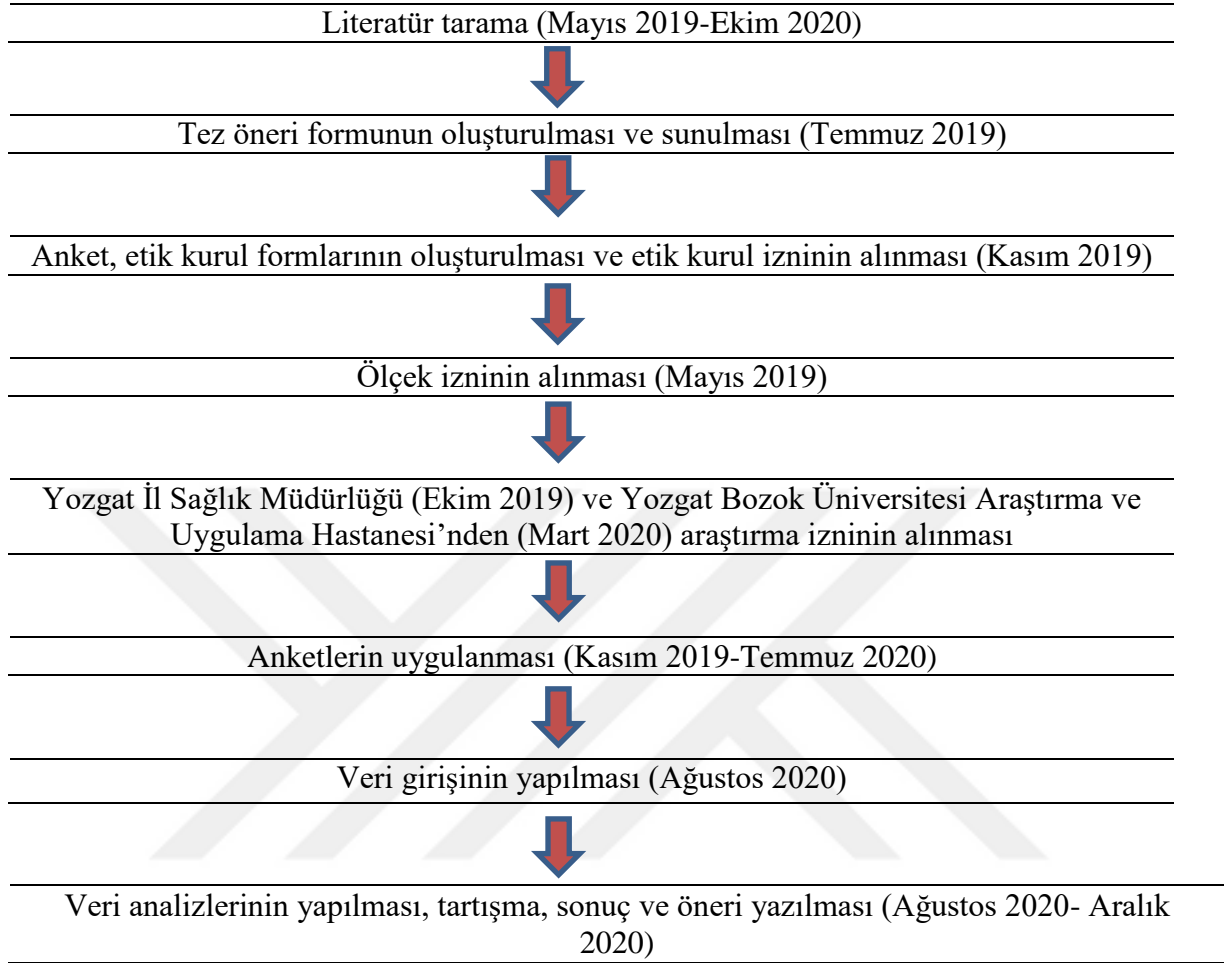 Literatür tarama (Mayıs 2019-Ekim 2020)
Tez öneri formunun oluşturulması ve sunulması (Temmuz 2019)
Anket, etik kurul formlarının oluşturulması ve etik kurul izninin alınması (Kasım 2019)
Ölçek izninin alınması (Mayıs 2019)
Yozgat İl Sağlık Müdürlüğü (Ekim 2019) ve Yozgat Bozok Üniversitesi Araştırma ve
Uygulama Hastanesi’nden (Mart 2020) araştırma izninin alınması
Anketlerin uygulanması (Kasım 2019-Temmuz 2020)
Veri girişinin yapılması (Ağustos 2020)
Veri analizlerinin yapılması, tartışma, sonuç ve öneri yazılması (Ağustos 2020- Aralık
2020)